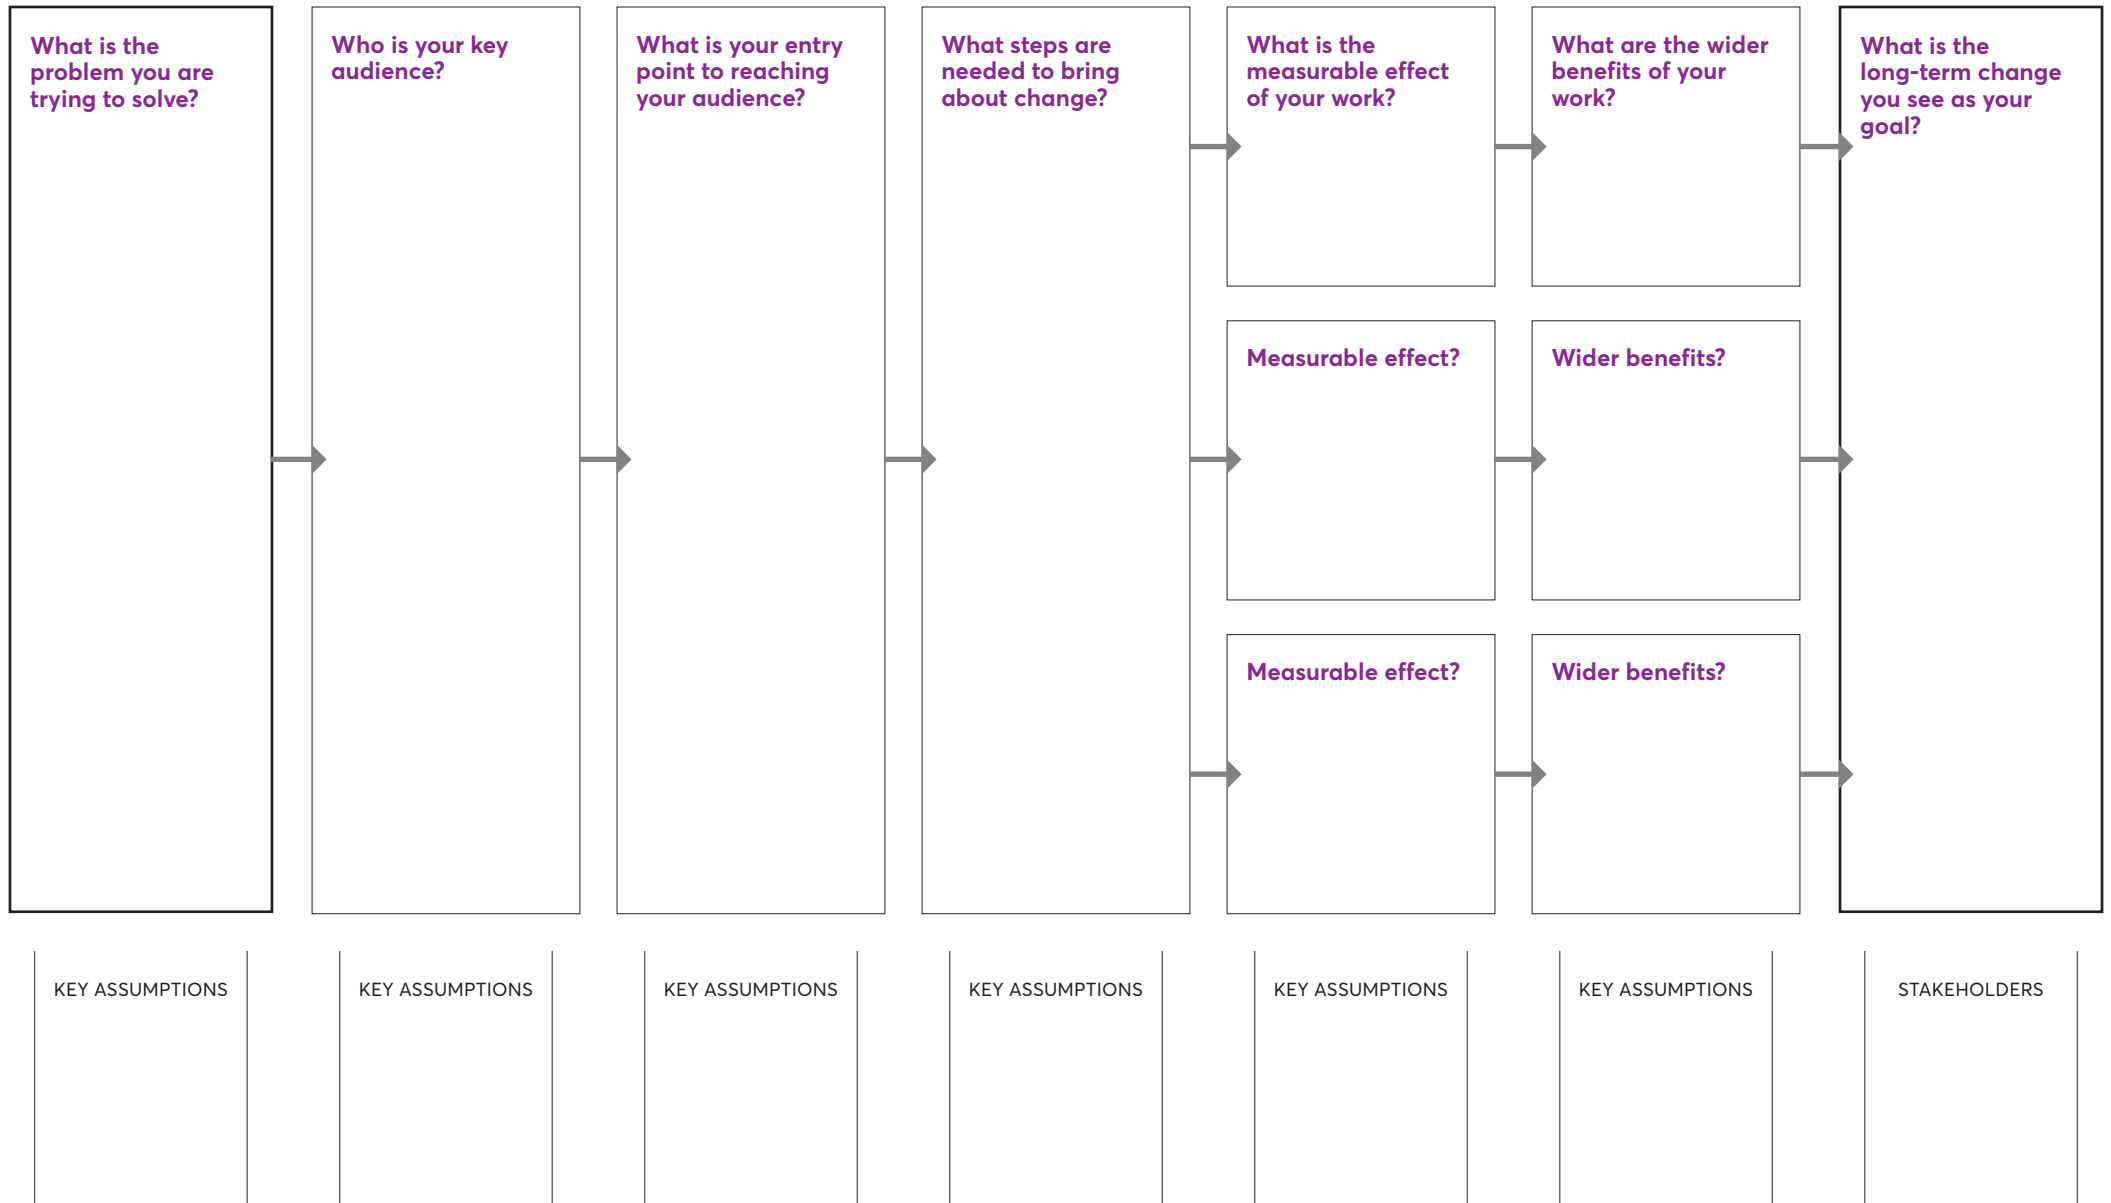 What is the
problem you are
trying to solve?
Who is your key
audience?
What is your entry
point to reaching
your audience?
What steps are
needed to bring
about change?
What is the
measurable effect
of your work?
What are the wider
benefits of your
work?
What is the
long-term change
you see as your
goal?
Measurable effect?
Wider benefits?
Measurable effect?
Wider benefits?
KEY ASSUMPTIONS
KEY ASSUMPTIONS
KEY ASSUMPTIONS
KEY ASSUMPTIONS
KEY ASSUMPTIONS
KEY ASSUMPTIONS
STAKEHOLDERS